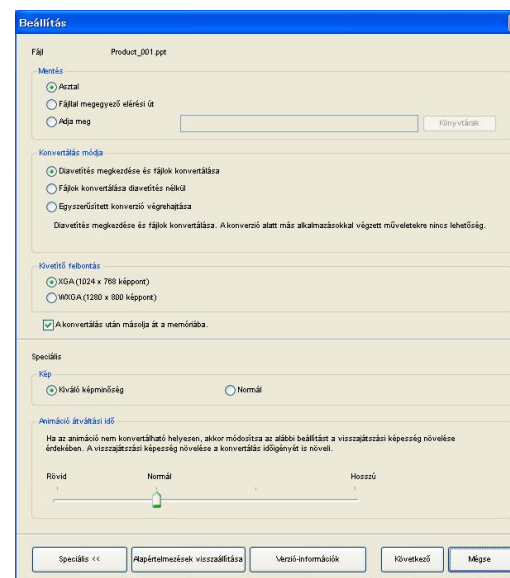 Beállítás
Fájl Product_001.ppt
Mentés
Asztal
Fájllal megegyező elérési út
Adja meg Könyvtárak
Konvertálás módja
Diavetítés megkezdése és fájlok konvertálása
Fájlok konvertálása diavetítés nélkül
Egyszerűsített konverzió végrehajtása
Diavetítés megkezdése és fájlok konvertálása. A konverzió alatt más alkalmazásokkal végzett műveletekre nincs lehetőség.
Kivetítő felbontás
XGA (1024 x 768 képpont)
WXGA (1280 x 800 képpont)
A konvertálás után másolja át a memóriába.
Speciális
Kép
Kiváló képminőség Normál
Animáció átváltási idő
Ha az animáció nem konvertálható helyesen, akkor módosítsa az alábbi beállítást a visszajátszási képesség növelése
érdekében. A visszajátszási képesség növelése a konvertálás időigényét is növeli.
Rövid Normál Hosszú
Speciális << Alapértelmezések visszaállítása Verzió-információk Következő Mégse